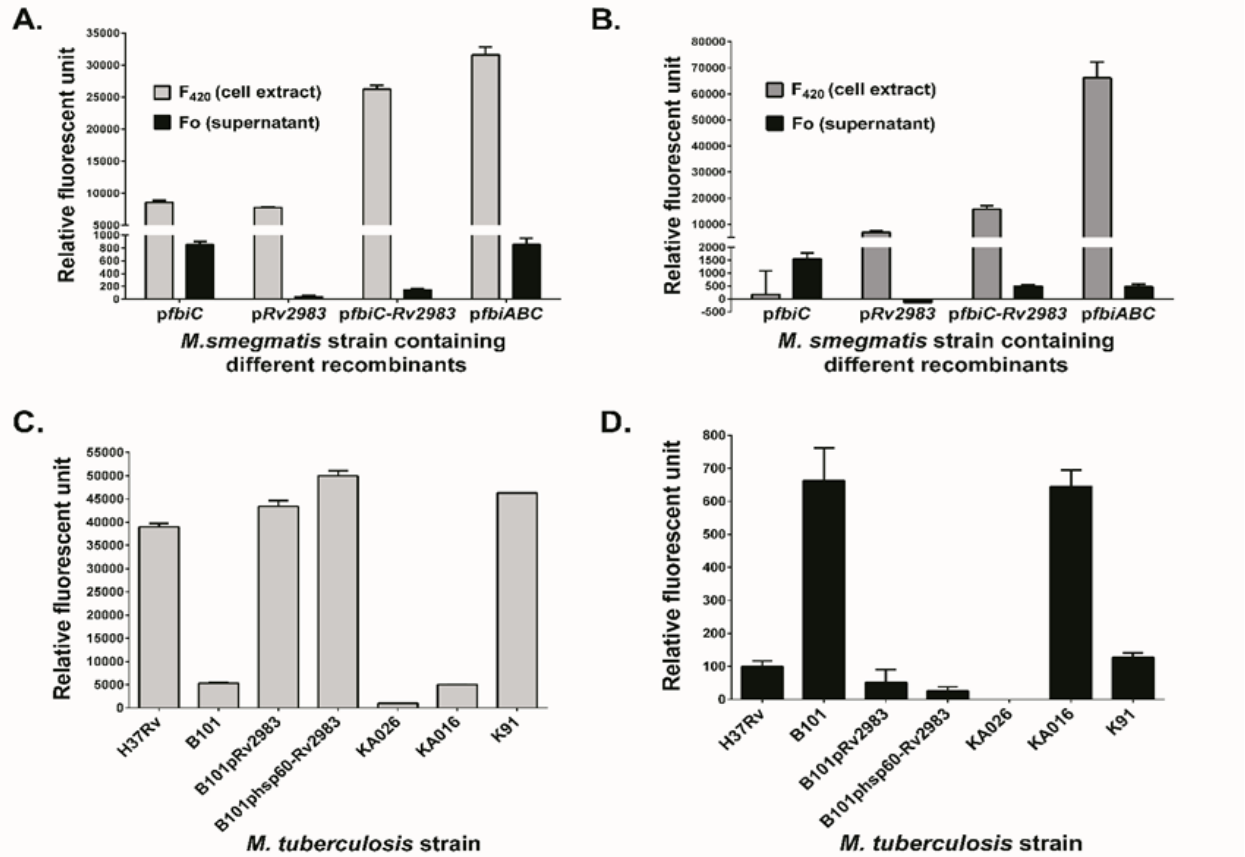 A.
Relative fluorescent unit
35000
30000
25000
20000
15000
10000
5000
1000
800
600
400
200
0
F420 (cell extract)
Fo (supernatant)
pfbiC
pRv2983
pfbiC-Rv2983
pfbiABC
M.smegmatis strain containing
different recombinants
B.
Relative fluorescent unit
80000
70000
60000
50000
40000
30000
20000
10000
2000
1500
1000
500
0
-500
F420 (cell extract)
Fo (supernatant)
pfbiC
pRv2983
pfbiC-Rv2983
pfbiABC
M. smegmatis strain containing
different recombinants
C.
Relative fluorescent unit
55000
50000
45000
40000
35000
30000
25000
20000
15000
10000
5000
0
H37Rv
B101
B101pRv2983
B101phsp60-Rv2983
KA026
KA016
K91
M. tuberculosis strain
D.
Relative fluorescent unit
800
700
600
500
400
300
200
100
0
H37Rv
B101
B101pRv2983
B101phsp60-Rv2983
KA026
KA016
K91
M. tuberculosis strain